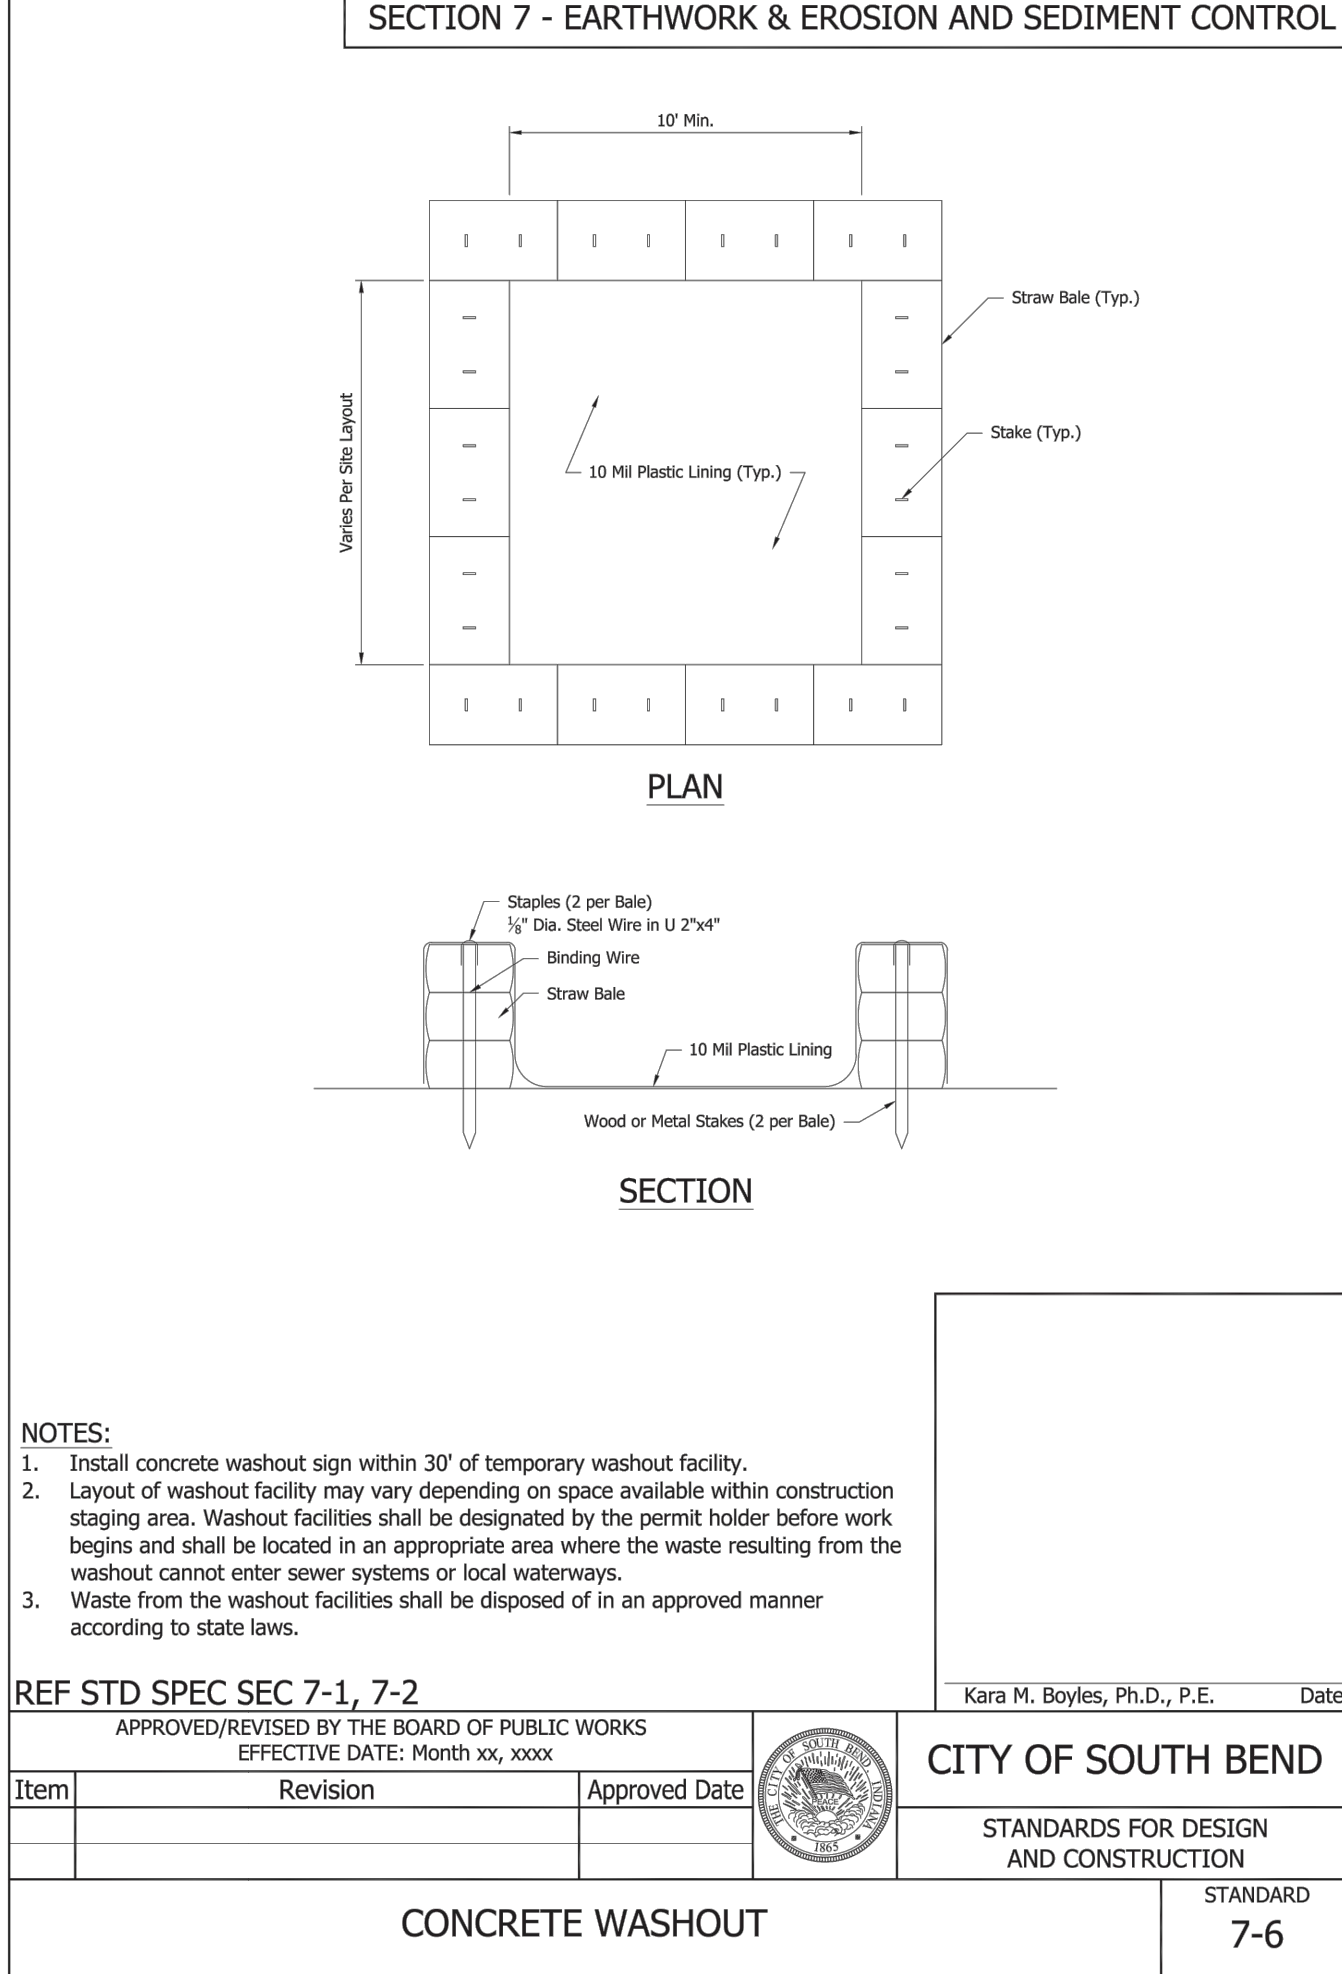 SECTION 7 - EARTHWORK & EROSION AND SEDIMENT CONTROL
10' Min.
Straw Bale (Typ.)
Varies Per Site Layout
Stake (Typ.)
10 Mil Plastic Lining (Typ.)
PLAN
Staples (2 per Bale)
⅛" Dia. Steel Wire in U 2"x4"
Binding Wire
Straw Bale
10 Mil Plastic Lining
Wood or Metal Stakes (2 per Bale)
SECTION
NOTES:
1. Install concrete washout sign within 30' of temporary washout facility.
2. Layout of washout facility may vary depending on space available within construction
staging area. Washout facilities shall be designated by the permit holder before work
begins and shall be located in an appropriate area where the waste resulting from the
washout cannot enter sewer systems or local waterways.
3. Waste from the washout facilities shall be disposed of in an approved manner
according to state laws.
REF STD SPEC SEC 7-1, 7-2
Kara M. Boyles, Ph.D., P.E. Date
APPROVED/REVISED BY THE BOARD OF PUBLIC WORKS
EFFECTIVE DATE: Month xx, xxxx
Item Revision Approved Date
THE CITY OF SOUTH BEND, INDIANA
PEACE
1865
CITY OF SOUTH BEND
STANDARDS FOR DESIGN
AND CONSTRUCTION
CONCRETE WASHOUT
STANDARD
7-6